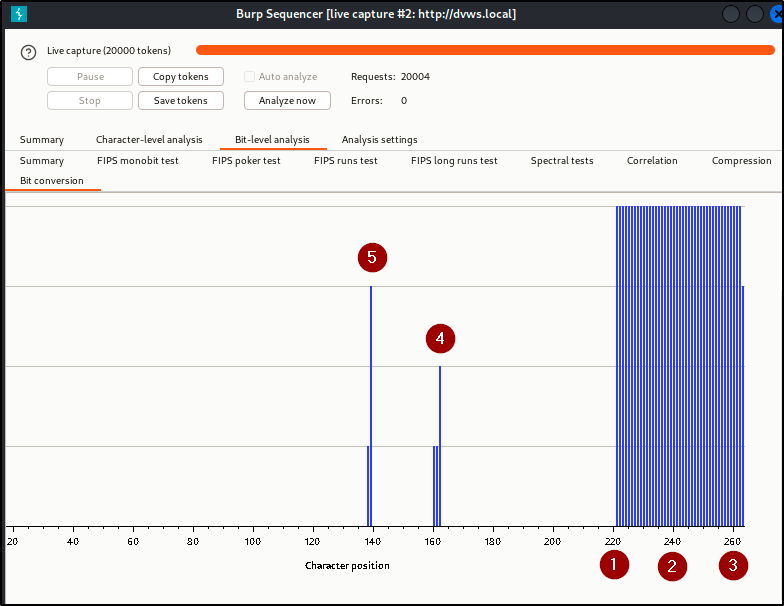 Burp Sequencer [live capture #2: http://dvws.local]
Live capture (20000 tokens)
Pause Copy tokens Auto analyze Requests: 20004
Stop Save tokens Analyze now Errors: 0
Summary Character-level analysis Bit-level analysis Analysis settings
Summary FIPS monobit test FIPS poker test FIPS runs test FIPS long runs test Spectral tests Correlation Compression
Bit conversion
5
4
20 40 60 80 100 120 140 160 180 200 220 240 260
Character position
1 2 3